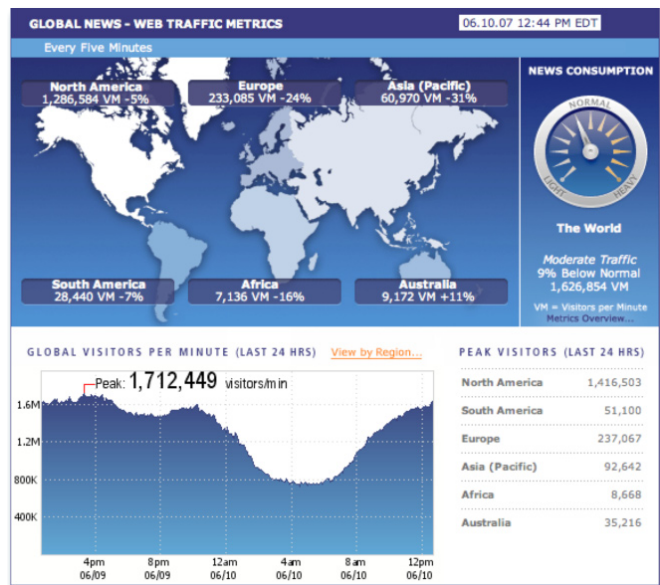 GLOBAL NEWS - WEB TRAFFIC METRICS
06.10.07 12:44 PM EDT
Every Five Minutes
North America
1,286,584 VM -5%
Europe
233,085 VM -24%
Asia (Pacific)
60,970 VM -31%
South America
28,440 VM -7%
Africa
7,136 VM -16%
Australia
9,172 VM +11%
NEWS CONSUMPTION
NORMAL
LIGHT
HEAVY
The World
Moderate Traffic
9% Below Normal
1,626,854 VM
VM = Visitors per Minute
Metrics Overview...
GLOBAL VISITORS PER MINUTE (LAST 24 HRS)
View by Region...
Peak: 1,712,449 visitors/min
1.6M
1.2M
800K
400K
4pm 8pm 12am 4am 8am 12pm
06/09 06/09 06/10 06/10 06/10 06/10
PEAK VISITORS (LAST 24 HRS)
North America 1,416,503
South America 51,100
Europe 237,067
Asia (Pacific) 92,642
Africa 8,668
Australia 35,216